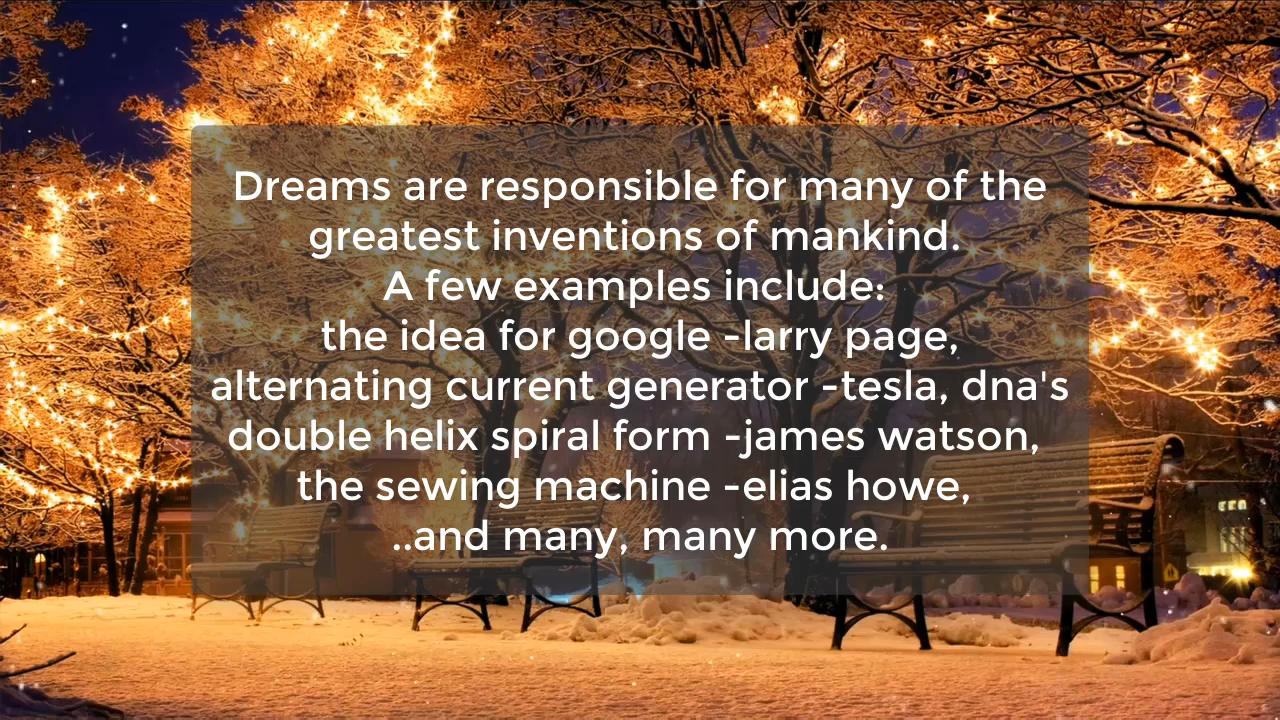 Dreams are responsible for many of the
greatest inventions of mankind.
A few examples include:
the idea for google -larry page,
alternating current generator -tesla, dna's
double helix spiral form -james watson,
the sewing machine -elias howe,
..and many, many more.